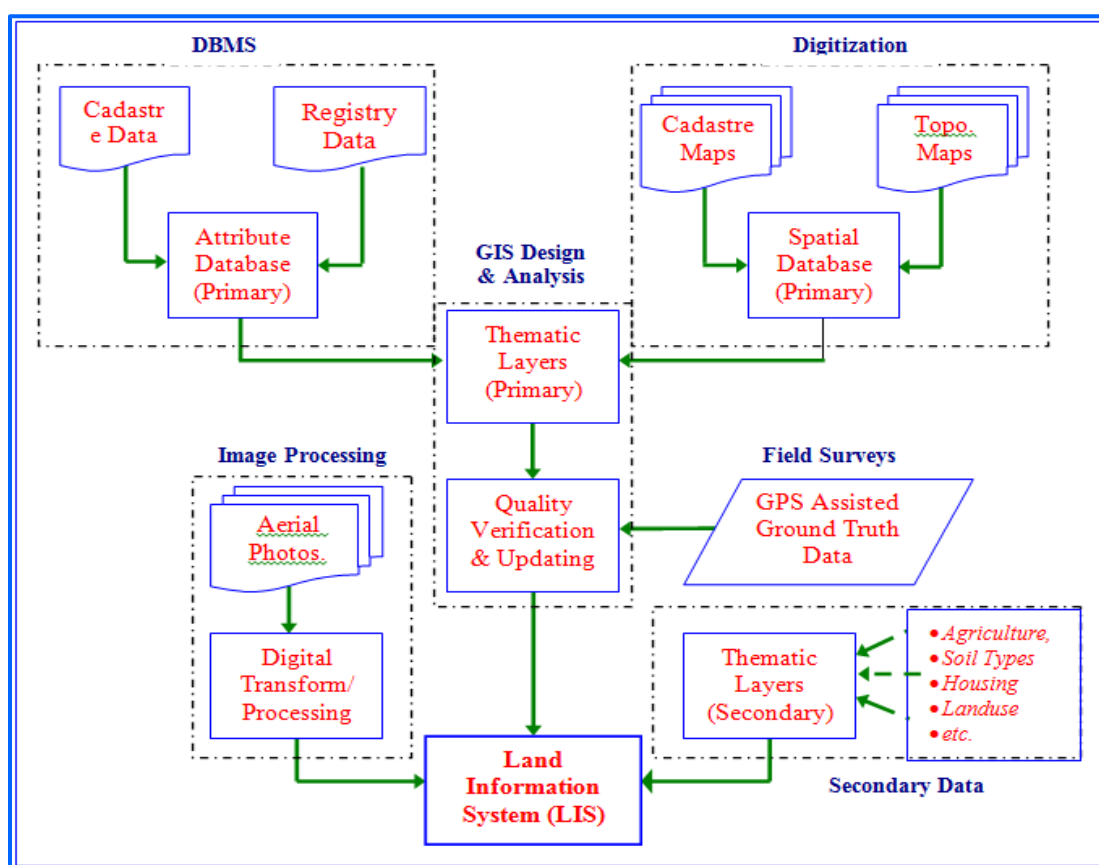 DBMS
Cadastr
e Data
Registry
Data
Attribute
Database
(Primary)
Digitization
Cadastre
Maps
Topo.
Maps
Spatial
Database
(Primary)
GIS Design
& Analysis
Thematic
Layers
(Primary)
Quality
Verification
& Updating
Image Processing
Aerial
Photos.
Digital
Transform/
Processing
Field Surveys
GPS Assisted
Ground Truth
Data
Thematic
Layers
(Secondary)
• Agriculture,
• Soil Types
• Housing
• Landuse
• etc.
Secondary Data
Land
Information
System (LIS)